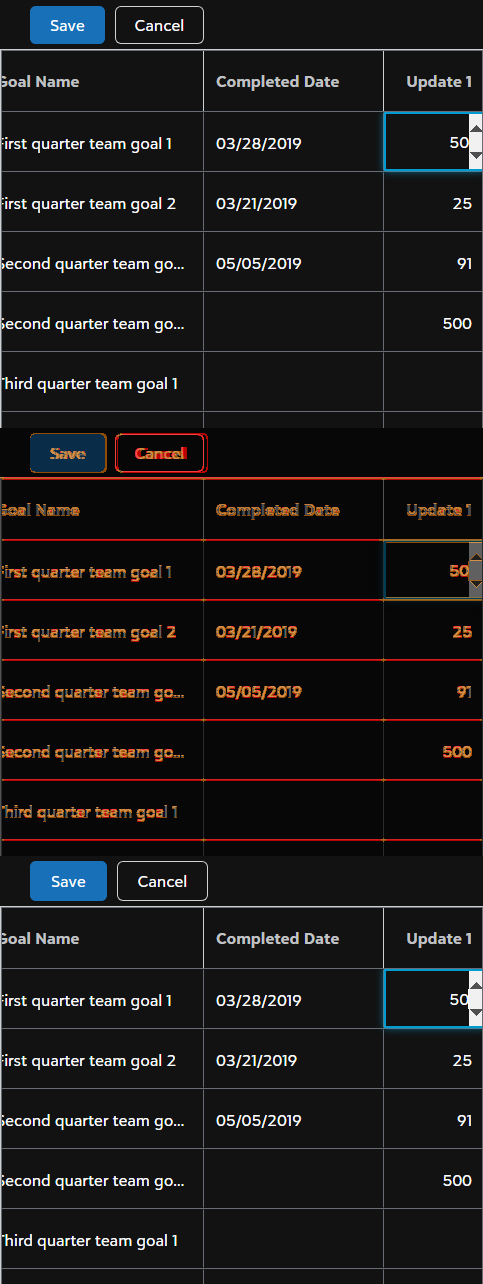 Save Cancel
Goal Name Completed Date Update 1
First quarter team goal 1 03/28/2019 50
First quarter team goal 2 03/21/2019 25
Second quarter team go... 05/05/2019 91
Second quarter team go... 500
Third quarter team goal 1
Save Cancel
Goal Name Completed Date Update 1
First quarter team goal 1 03/28/2019 50
First quarter team goal 2 03/21/2019 25
Second quarter team go... 05/05/2019 91
Second quarter team go... 500
Third quarter team goal 1
Save Cancel
Goal Name Completed Date Update 1
First quarter team goal 1 03/28/2019 50
First quarter team goal 2 03/21/2019 25
Second quarter team go... 05/05/2019 91
Second quarter team go... 500
Third quarter team goal 1